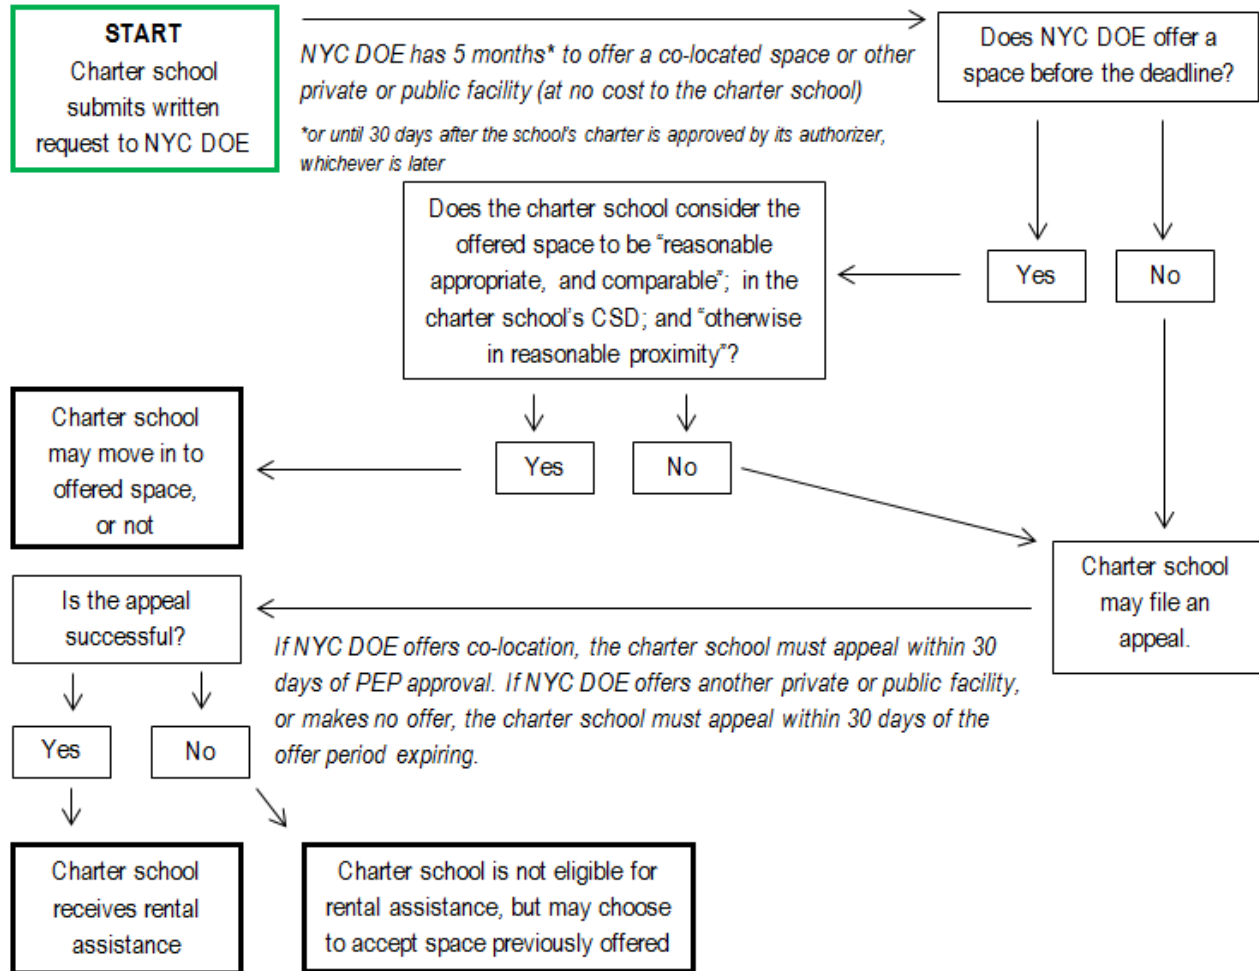 START
Charter school
submits written
request to NYC DOE
NYC DOE has 5 months* to offer a co-located space or other
private or public facility (at no cost to the charter school)
*or until 30 days after the school's charter is approved by its authorizer,
whichever is later
Does NYC DOE offer a
space before the deadline?
Yes
No
Does the charter school consider the
offered space to be “reasonable
appropriate, and comparable”; in the
charter school's CSD; and “otherwise
in reasonable proximity”?
Yes
No
Charter school
may move in to
offered space,
or not
Charter school
may file an
appeal.
Is the appeal
successful?
If NYC DOE offers co-location, the charter school must appeal within 30
days of PEP approval. If NYC DOE offers another private or public facility,
or makes no offer, the charter school must appeal within 30 days of the
offer period expiring.
Yes
No
Charter school
receives rental
assistance
Charter school is not eligible for
rental assistance, but may choose
to accept space previously offered